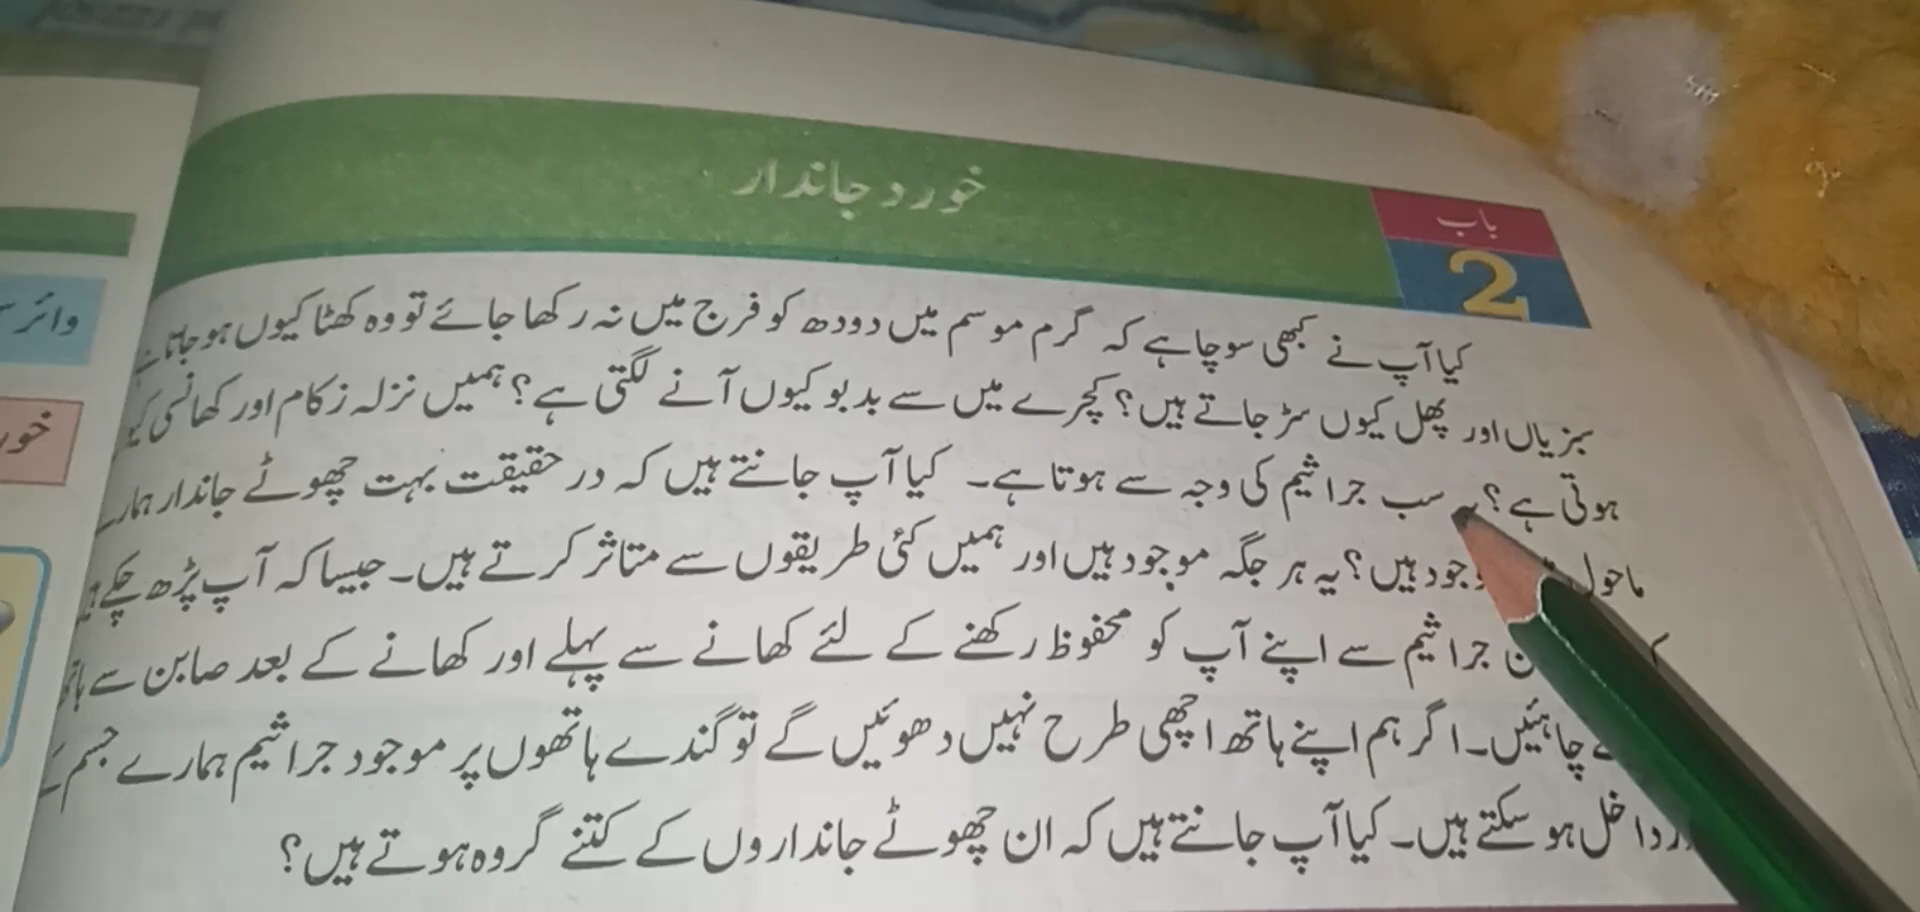 باب
2
خورد جاندار
کیا آپ نے کبھی سوچا ہے کہ گرم موسم میں دودھ کو فرج میں نہ رکھا جائے تو وہ کھٹا کیوں ہو جاتا
سبزیاں اور پھل کیوں سڑ جاتے ہیں؟ کچرے میں سے بدبو کیوں آنے لگتی ہے؟ ہمیں نزلہ زکام اور کھانسی
ہوتی ہے؟ سب جراثیم کی وجہ سے ہوتا ہے۔ کیا آپ جانتے ہیں کہ در حقیقت بہت چھوٹے جاندار
ماحول ہیں؟ یہ ہر جگہ موجود ہیں اور ہمیں کئی طریقوں سے متاثر کرتے ہیں۔ جیسا کہ آپ پڑھ چکے
جراثیم سے اپنے آپ کو محفوظ رکھنے کے لئے کھانے سے پہلے اور کھانے کے بعد صابن سے
چاہئیں۔ اگر ہم اپنے ہاتھ اچھی طرح نہیں دھوئیں گے تو گندے ہاتھوں پر موجود جراثیم ہمارے جسم
داخل ہو سکتے ہیں۔ کیا آپ جانتے ہیں کہ ان چھوٹے جانداروں کے کتنے گروہ ہوتے ہیں؟